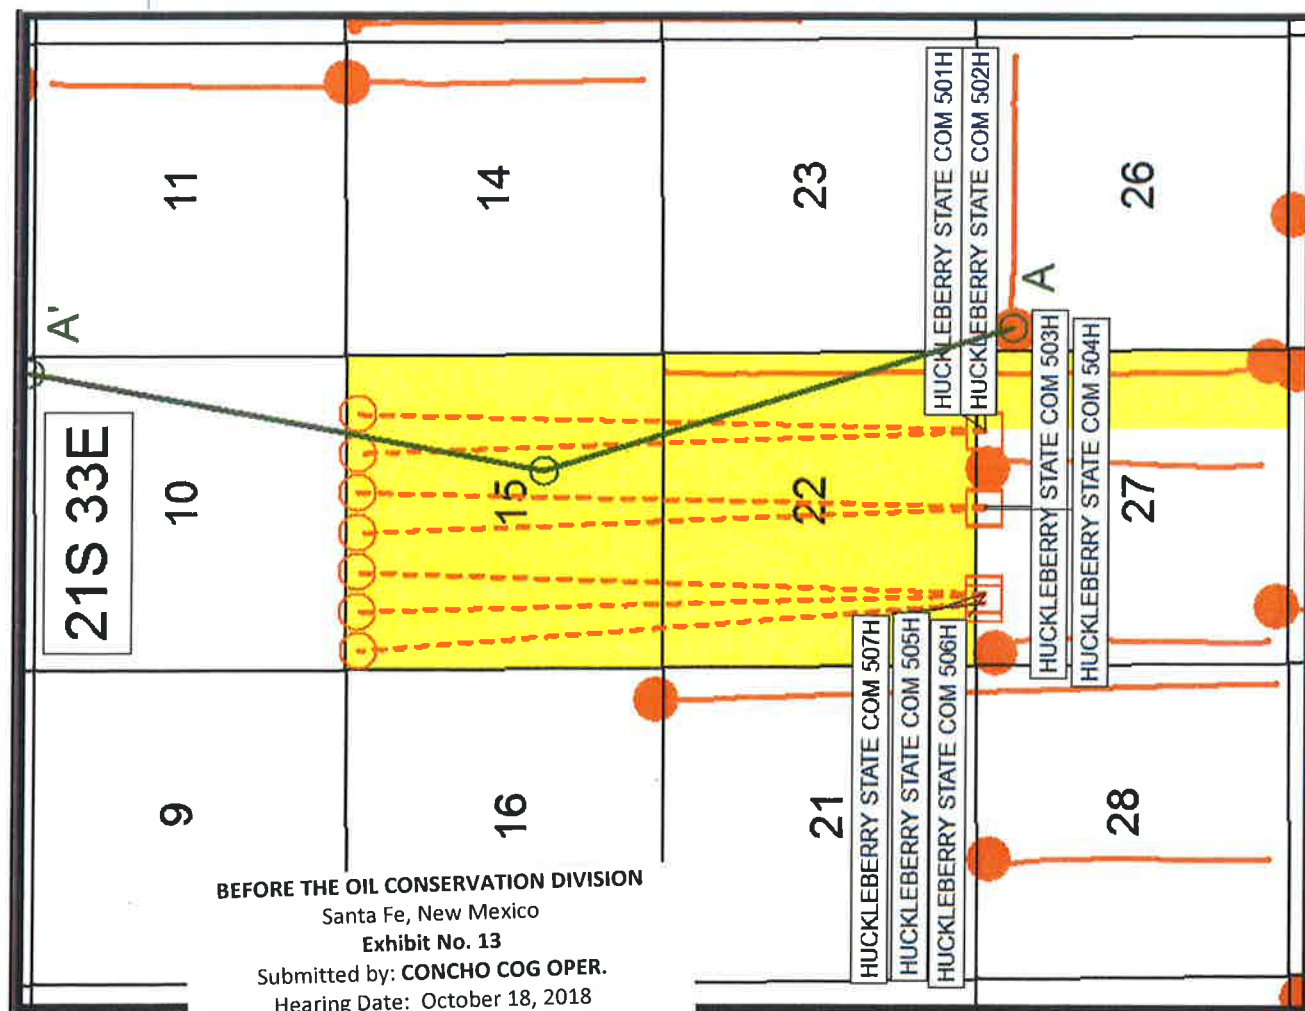 21S 33E
A'
9
10
11
16
15
14
21
22
23
28
27
26
A
HUCKLEBERRY STATE COM 501H
HUCKLEBERRY STATE COM 502H
HUCKLEBERRY STATE COM 503H
HUCKLEBERRY STATE COM 504H
HUCKLEBERRY STATE COM 507H
HUCKLEBERRY STATE COM 505H
HUCKLEBERRY STATE COM 506H
BEFORE THE OIL CONSERVATION DIVISION
Santa Fe, New Mexico
Exhibit No. 13
Submitted by: CONCHO COG OPER.
Hearing Date: October 18, 2018